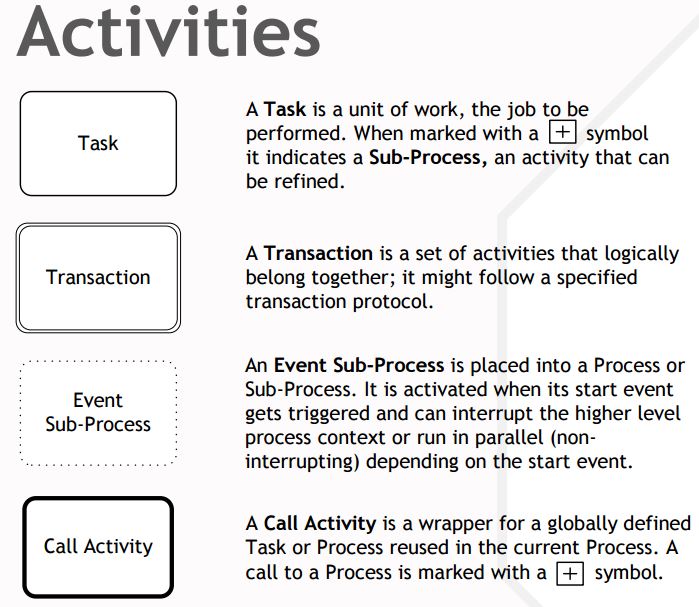 Activities
Task
A Task is a unit of work, the job to be
performed. When marked with a + symbol
it indicates a Sub-Process, an activity that can
be refined.
Transaction
A Transaction is a set of activities that logically
belong together; it might follow a specified
transaction protocol.
Event
Sub-Process
An Event Sub-Process is placed into a Process or
Sub-Process. It is activated when its start event
gets triggered and can interrupt the higher level
process context or run in parallel (non-
interrupting) depending on the start event.
Call Activity
A Call Activity is a wrapper for a globally defined
Task or Process reused in the current Process. A
call to a Process is marked with a + symbol.